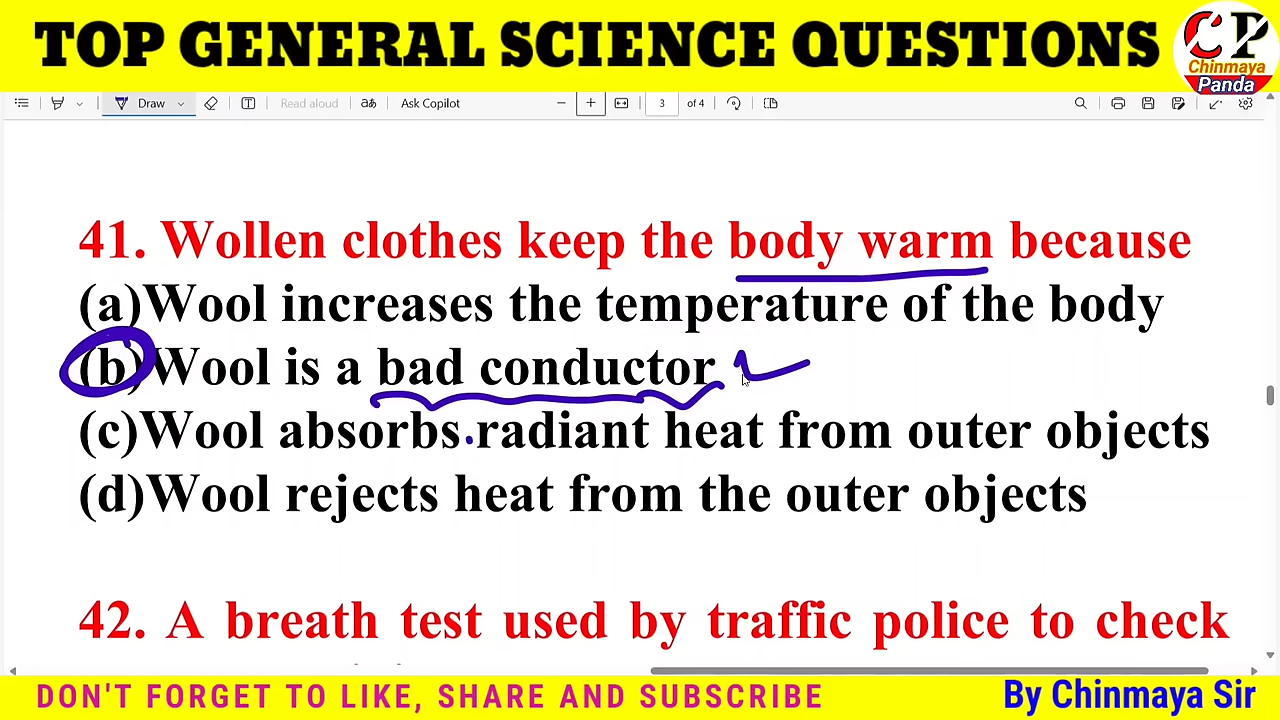 TOP GENERAL SCIENCE QUESTIONS
CP
Chinmaya
Panda
Draw
Read aloud
aあ
Ask Copilot
3
of 4
41. Wollen clothes keep the body warm because
(a)Wool increases the temperature of the body
(b)Wool is a bad conductor
(c)Wool absorbs radiant heat from outer objects
(d)Wool rejects heat from the outer objects
42. A breath test used by traffic police to check
DON'T FORGET TO LIKE, SHARE AND SUBSCRIBE
By Chinmaya Sir